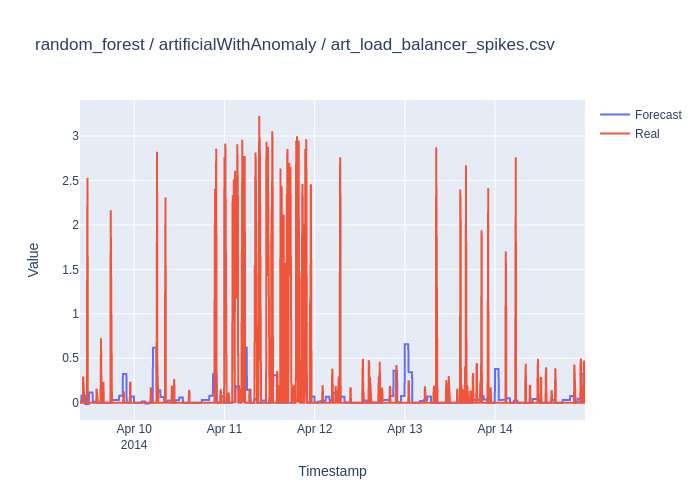 random_forest / artificialWithAnomaly / art_load_balancer_spikes.csv
Forecast
Real
3
2.5
2
1.5
1
0.5
0
Value
Apr 10
2014
Apr 11
Apr 12
Apr 13
Apr 14
Timestamp